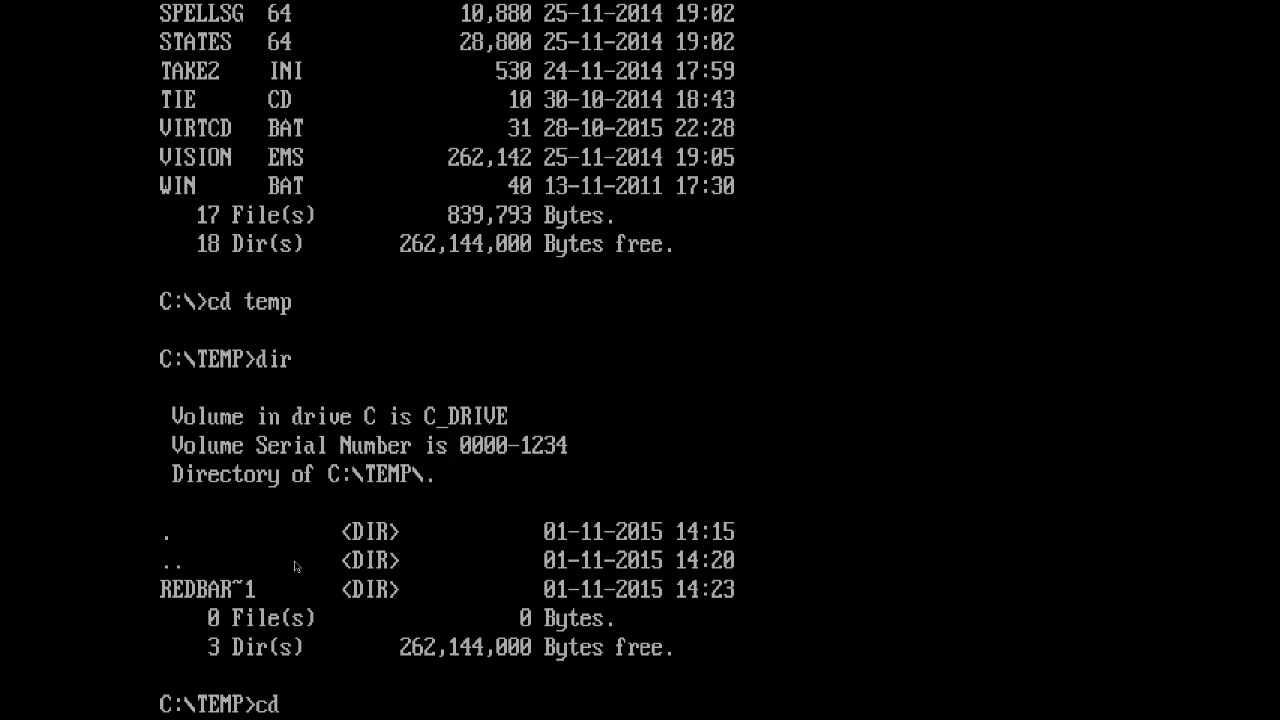 SPELLSG  64                10,880 25-11-2014 19:02
STATES   64                28,800 25-11-2014 19:02
TAKE2    INI                  530 24-11-2014 17:59
TIE      CD                    10 30-10-2014 18:43
VIRTCD   BAT                   31 28-10-2015 22:28
VISION   EMS              262,142 25-11-2014 19:05
WIN      BAT                   40 13-11-2011 17:30
   17 File(s)             839,793 Bytes.
   18 Dir(s)          262,144,000 Bytes free.
C:\>cd temp
C:\TEMP>dir
Volume in drive C is C_DRIVE
Volume Serial Number is 0000-1234
Directory of C:\TEMP\.
.              <DIR>            01-11-2015 14:15
..             <DIR>            01-11-2015 14:20
REDBAR~1       <DIR>            01-11-2015 14:23
    0 File(s)                   0 Bytes.
    3 Dir(s)          262,144,000 Bytes free.
C:\TEMP>cd